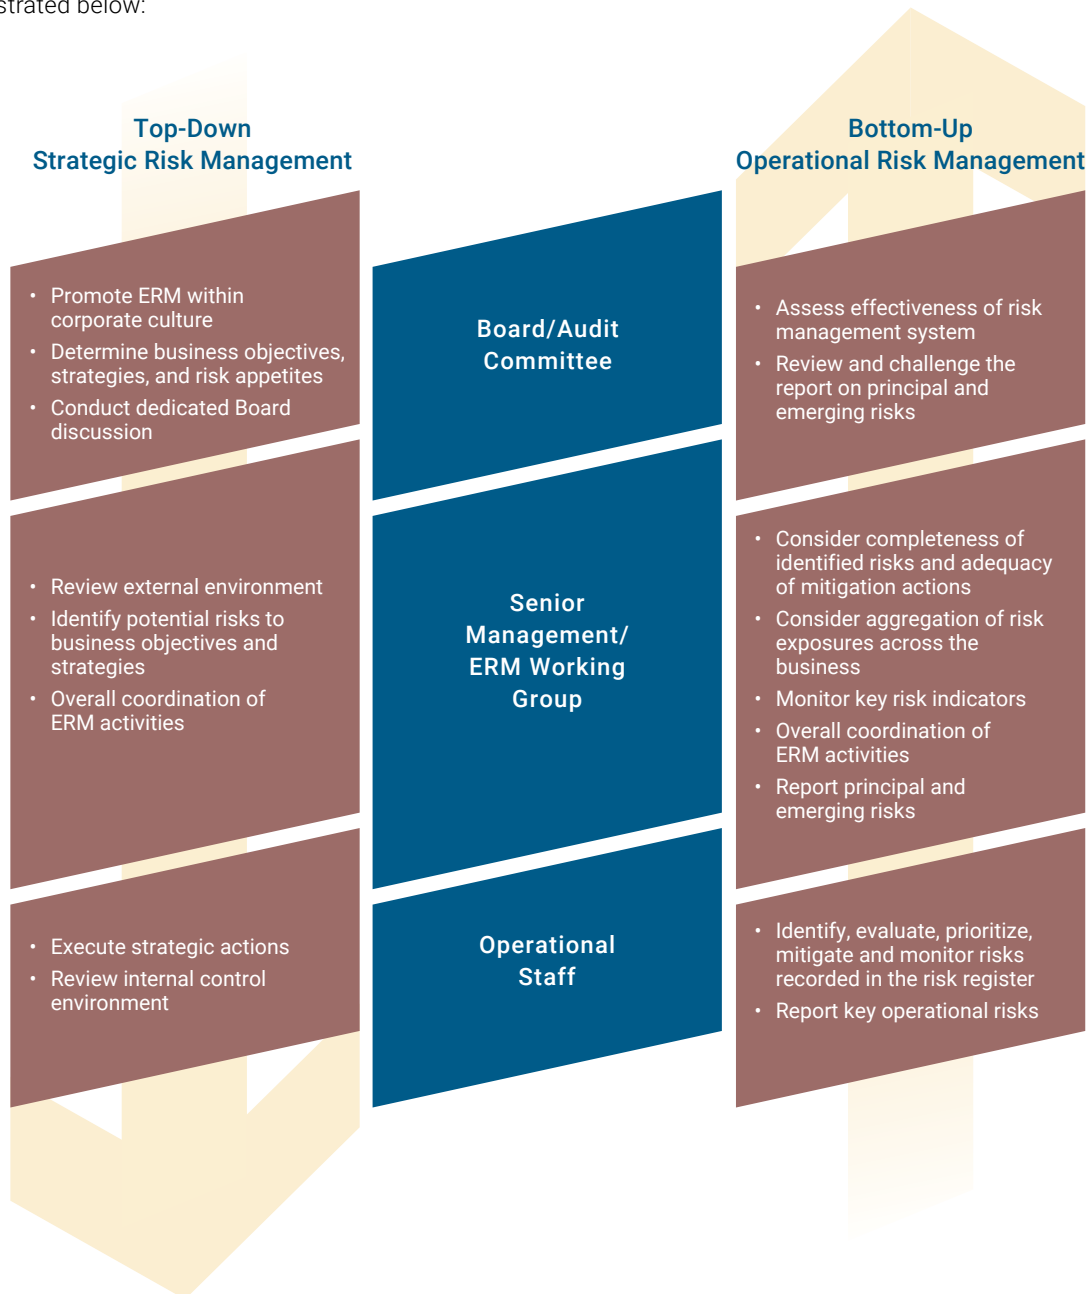 strated below:
Top-Down
Strategic Risk Management
Bottom-Up
Operational Risk Management
• Promote ERM within
corporate culture
• Determine business objectives,
strategies, and risk appetites
• Conduct dedicated Board
discussion
Board/Audit
Committee
• Assess effectiveness of risk
management system
• Review and challenge the
report on principal and
emerging risks
• Review external environment
• Identify potential risks to
business objectives and
strategies
• Overall coordination of
ERM activities
Senior
Management/
ERM Working
Group
• Consider completeness of
identified risks and adequacy
of mitigation actions
• Consider aggregation of risk
exposures across the
business
• Monitor key risk indicators
• Overall coordination of
ERM activities
• Report principal and
emerging risks
• Execute strategic actions
• Review internal control
environment
Operational
Staff
• Identify, evaluate, prioritize,
mitigate and monitor risks
recorded in the risk register
• Report key operational risks